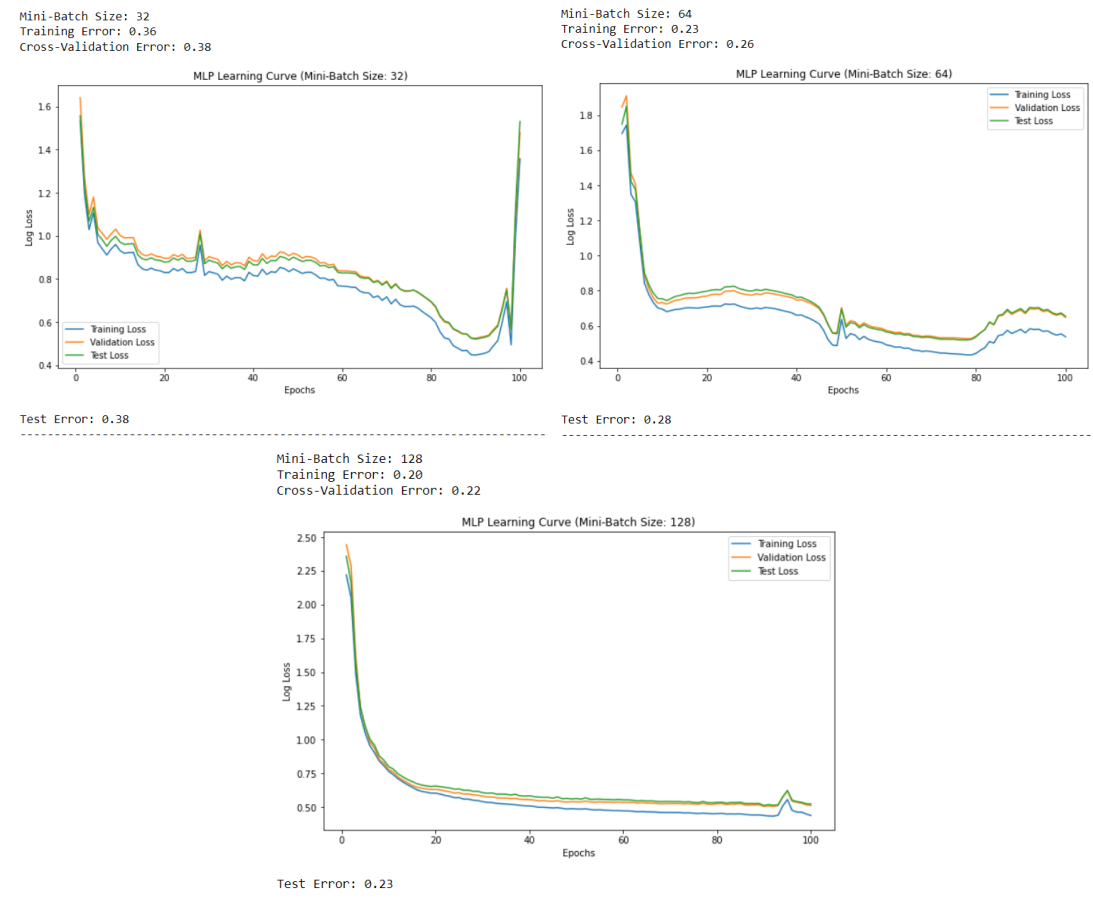 Mini-Batch Size: 32
Training Error: 0.36
Cross-Validation Error: 0.38
MLP Learning Curve (Mini-Batch Size: 32)
1.6
1.4
1.2
1.0
0.8
0.6
0.4
Log Loss
Training Loss
Validation Loss
Test Loss
0 20 40 60 80 100
Epochs
Test Error: 0.38
--------------------------------------------------------------------------------
Mini-Batch Size: 64
Training Error: 0.23
Cross-Validation Error: 0.26
MLP Learning Curve (Mini-Batch Size: 64)
Training Loss
Validation Loss
Test Loss
1.8
1.6
1.4
1.2
1.0
0.8
0.6
0.4
Log Loss
0 20 40 60 80 100
Epochs
Test Error: 0.28
--------------------------------------------------------------------------------
Mini-Batch Size: 128
Training Error: 0.20
Cross-Validation Error: 0.22
MLP Learning Curve (Mini-Batch Size: 128)
Training Loss
Validation Loss
Test Loss
2.50
2.25
2.00
1.75
1.50
1.25
1.00
0.75
0.50
Log Loss
0 20 40 60 80 100
Epochs
Test Error: 0.23